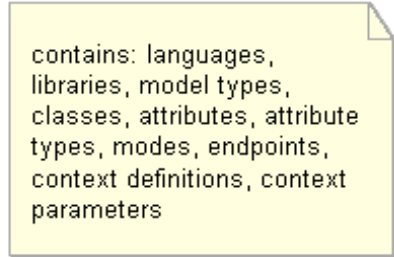 contains: languages,
libraries, model types,
classes, attributes, attribute
types, modes, endpoints,
context definitions, context
parameters